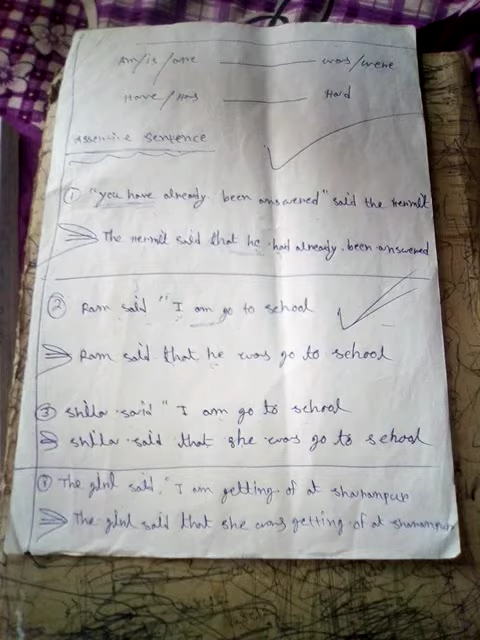 Am/is/are ——— was/were
Have/Has ——— Had
Assertive Sentence
① "you have already been answered" said the Hermit
The Hermit said that he had already been answered
② Ram said "I am go to school
Ram said that he was go to school
③ Shila said "I am go to school
Shila said that she was go to school
④ The girl said, "I am getting of at sharanpur
The girl said that she was getting of at sharanpur